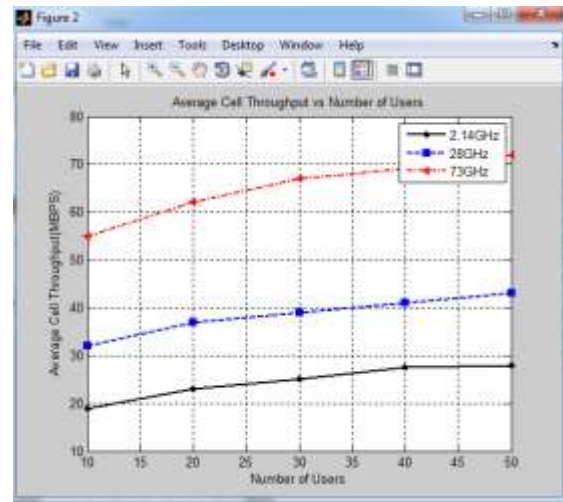 Figure 2
File Edit View Insert Tools Desktop Window Help
Average Cell Throughput vs Number of Users
80
70
60
50
40
30
20
10
Average Cell Throughput(MBPS)
2.14GHz
28GHz
73GHz
10 15 20 25 30 35 40 45 50
Number of Users